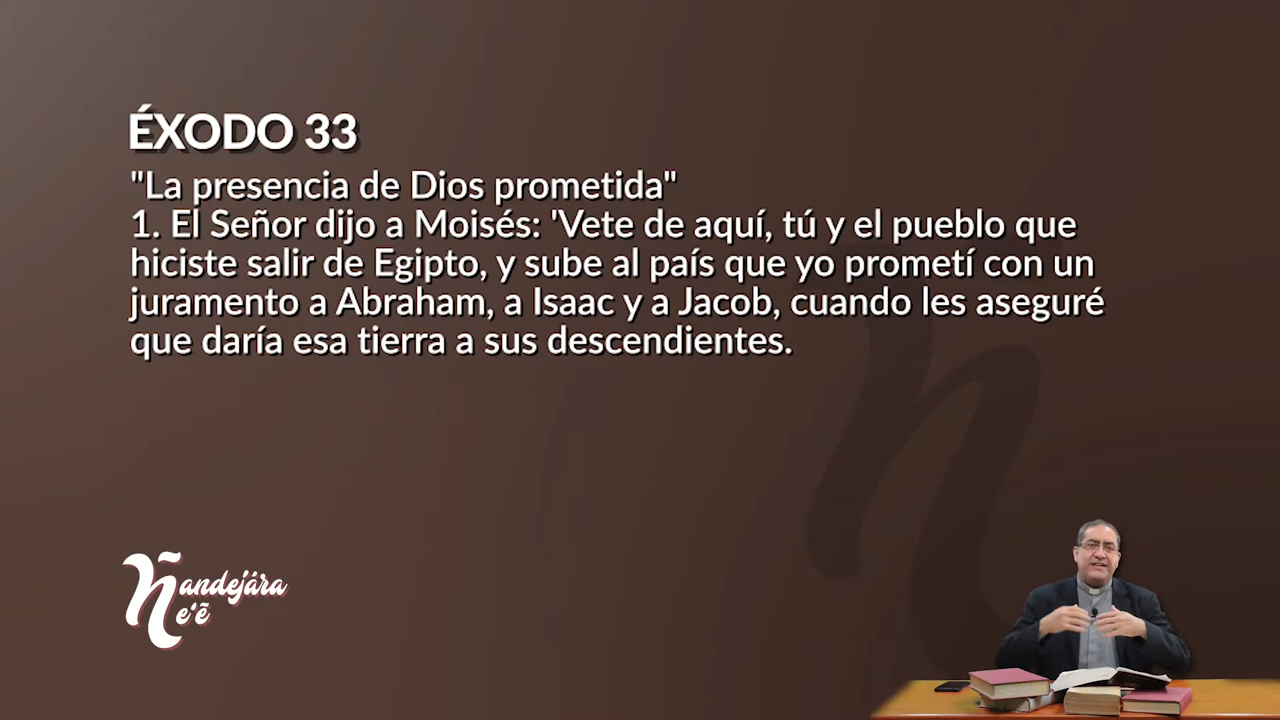 ÉXODO 33
"La presencia de Dios prometida"
1. El Señor dijo a Moisés: 'Vete de aquí, tú y el pueblo que
hiciste salir de Egipto, y sube al país que yo prometí con un
juramento a Abraham, a Isaac y a Jacob, cuando les aseguré
que daría esa tierra a sus descendientes.
Ñandejára
Ñe'ẽ